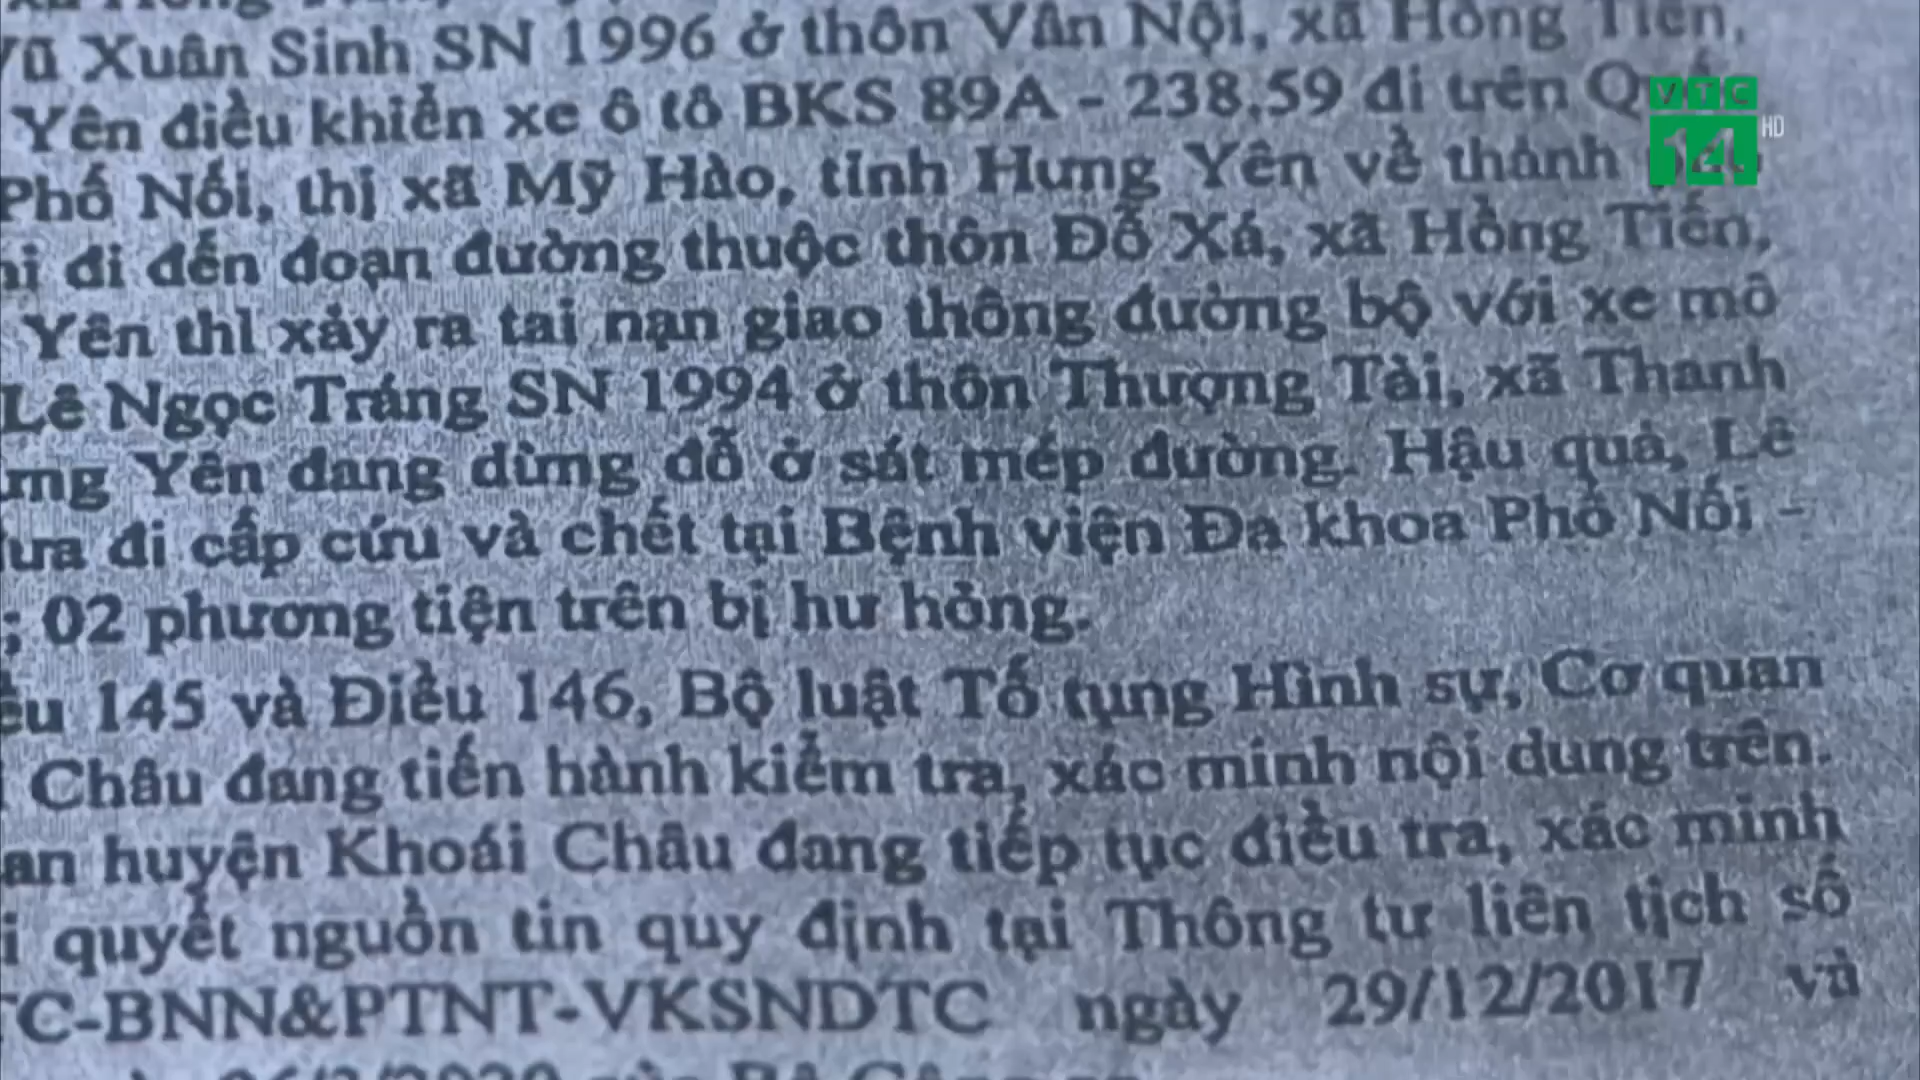 Vũ Xuân Sinh SN 1996 ở thôn Vân Nội, xã Hồng Tiến,
Yên điều khiển xe ô tô BKS 89A - 238.59 đi trên
Phố Nối, thị xã Mỹ Hào, tỉnh Hưng Yên về thành
đi đến đoạn đường thuộc thôn Đỗ Xá, xã Hồng Tiến,
Yên thì xảy ra tai nạn giao thông đường bộ với xe mô
Lê Ngọc Tráng SN 1994 ở thôn Thượng Tài, xã Thanh
Yên đang dừng đỗ ở sát mép đường. Hậu quả, Lê
đi cấp cứu và chết tại Bệnh viện Đa khoa Phố Nối -
; 02 phương tiện trên bị hư hỏng.
145 và Điều 146, Bộ luật Tố tụng Hình sự, Cơ quan
Châu đang tiến hành kiểm tra, xác minh nội dung trên.
huyện Khoái Châu đang tiếp tục điều tra, xác minh
quyết nguồn tin quy định tại Thông tư liên tịch số
TC-BNN&PTNT-VKSNDTC ngày 29/12/2017 và
VTC
14 HD